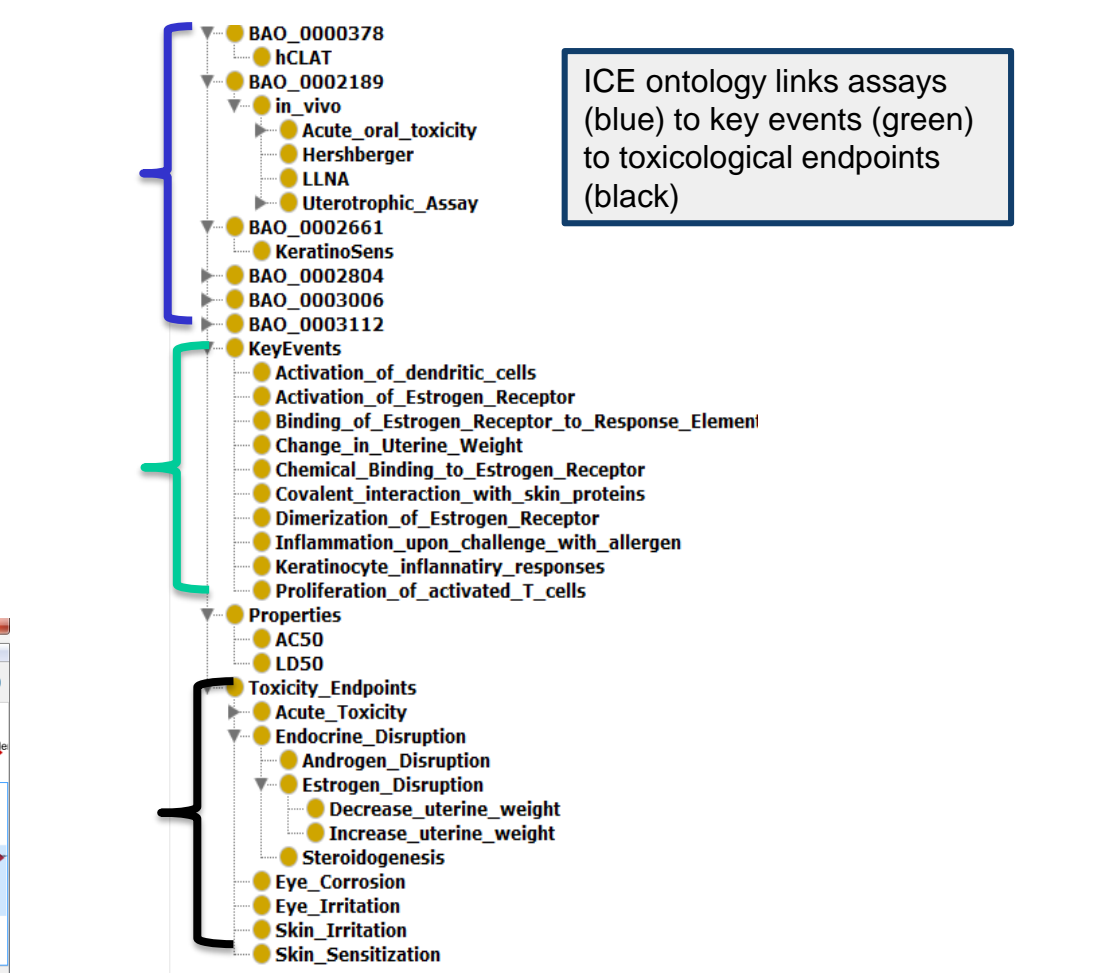 BAO_0000378
hCLAT
BAO_0002189
in_vivo
Acute_oral_toxicity
Hershberger
LLNA
Uterotrophic_Assay
BAO_0002661
KeratinoSens
BAO_0002804
BAO_0003006
BAO_0003112
KeyEvents
Activation_of_dendritic_cells
Activation_of_Estrogen_Receptor
Binding_of_Estrogen_Receptor_to_Response_Element
Change_in_Uterine_Weight
Chemical_Binding_to_Estrogen_Receptor
Covalent_interaction_with_skin_proteins
Dimerization_of_Estrogen_Receptor
Inflammation_upon_challenge_with_allergen
Keratinocyte_inflannatiry_responses
Proliferation_of_activated_T_cells
Properties
AC50
LD50
Toxicity_Endpoints
Acute_Toxicity
Endocrine_Disruption
Androgen_Disruption
Estrogen_Disruption
Decrease_uterine_weight
Increase_uterine_weight
Steroidogenesis
Eye_Corrosion
Eye_Irritation
Skin_Irritation
Skin_Sensitization
ICE ontology links assays
(blue) to key events (green)
to toxicological endpoints
(black)